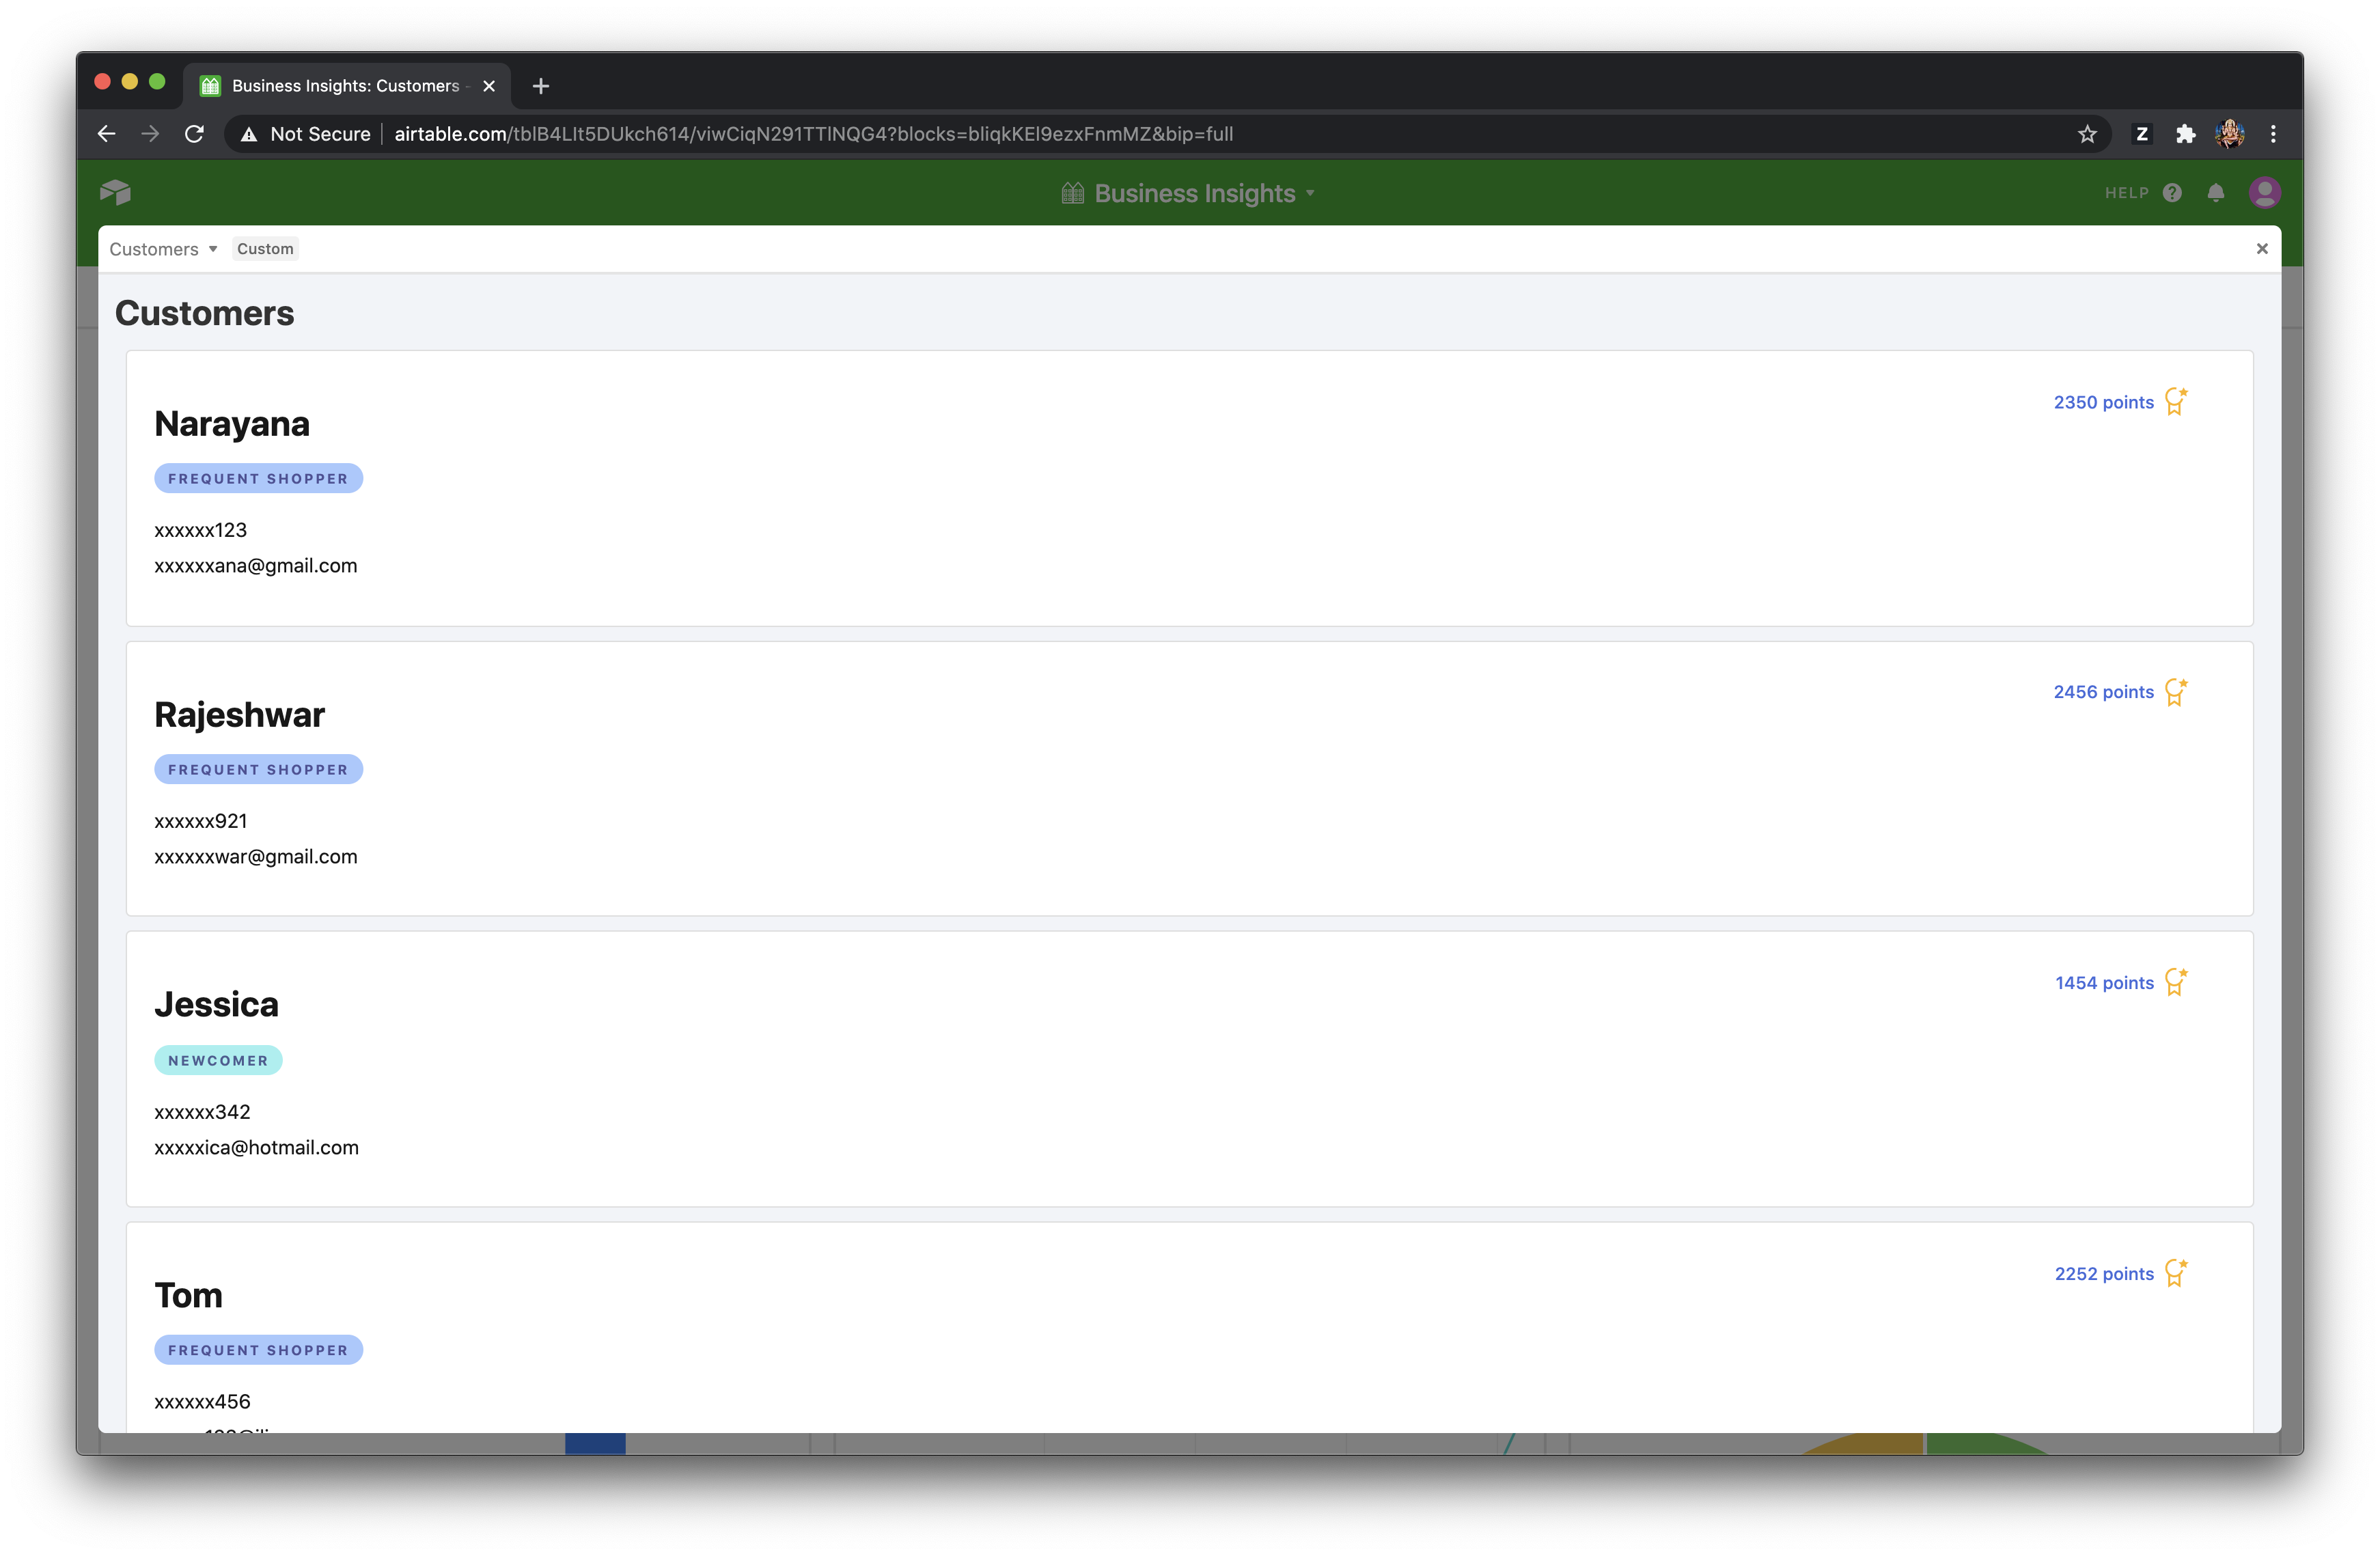 Business Insights: Customers -
Not Secure airtable.com/tblB4LIt5DUkch614/viwCiqN291TTINQG4?blocks=bliqkKEI9ezxFnmMZ&bip=full
Z
Business Insights
HELP
Customers Custom
Customers
Narayana
2350 points
FREQUENT SHOPPER
xxxxxx123
xxxxxxana@gmail.com
Rajeshwar
2456 points
FREQUENT SHOPPER
xxxxxx921
xxxxxxwar@gmail.com
Jessica
1454 points
NEWCOMER
xxxxxx342
xxxxxica@hotmail.com
Tom
2252 points
FREQUENT SHOPPER
xxxxxx456